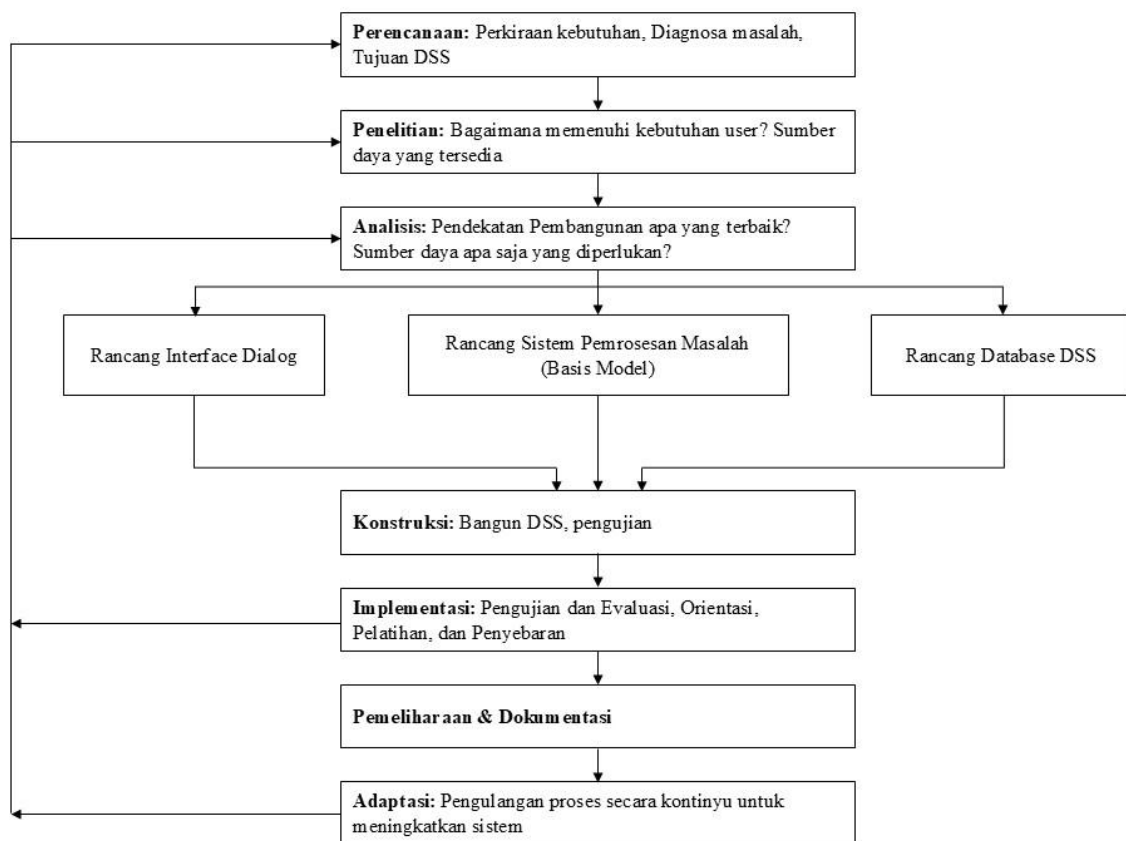 Perencanaan: Perkiraan kebutuhan, Diagnosa masalah,
Tujuan DSS
Penelitian: Bagaimana memenuhi kebutuhan user? Sumber
daya yang tersedia
Analisis: Pendekatan Pembangunan apa yang terbaik?
Sumber daya apa saja yang diperlukan?
Rancang Interface Dialog
Rancang Sistem Pemrosesan Masalah
(Basis Model)
Rancang Database DSS
Konstruksi: Bangun DSS, pengujian
Implementasi: Pengujian dan Evaluasi, Orientasi,
Pelatihan, dan Penyebaran
Pemeliharaan & Dokumentasi
Adaptasi: Pengulangan proses secara kontinyu untuk
meningkatkan sistem